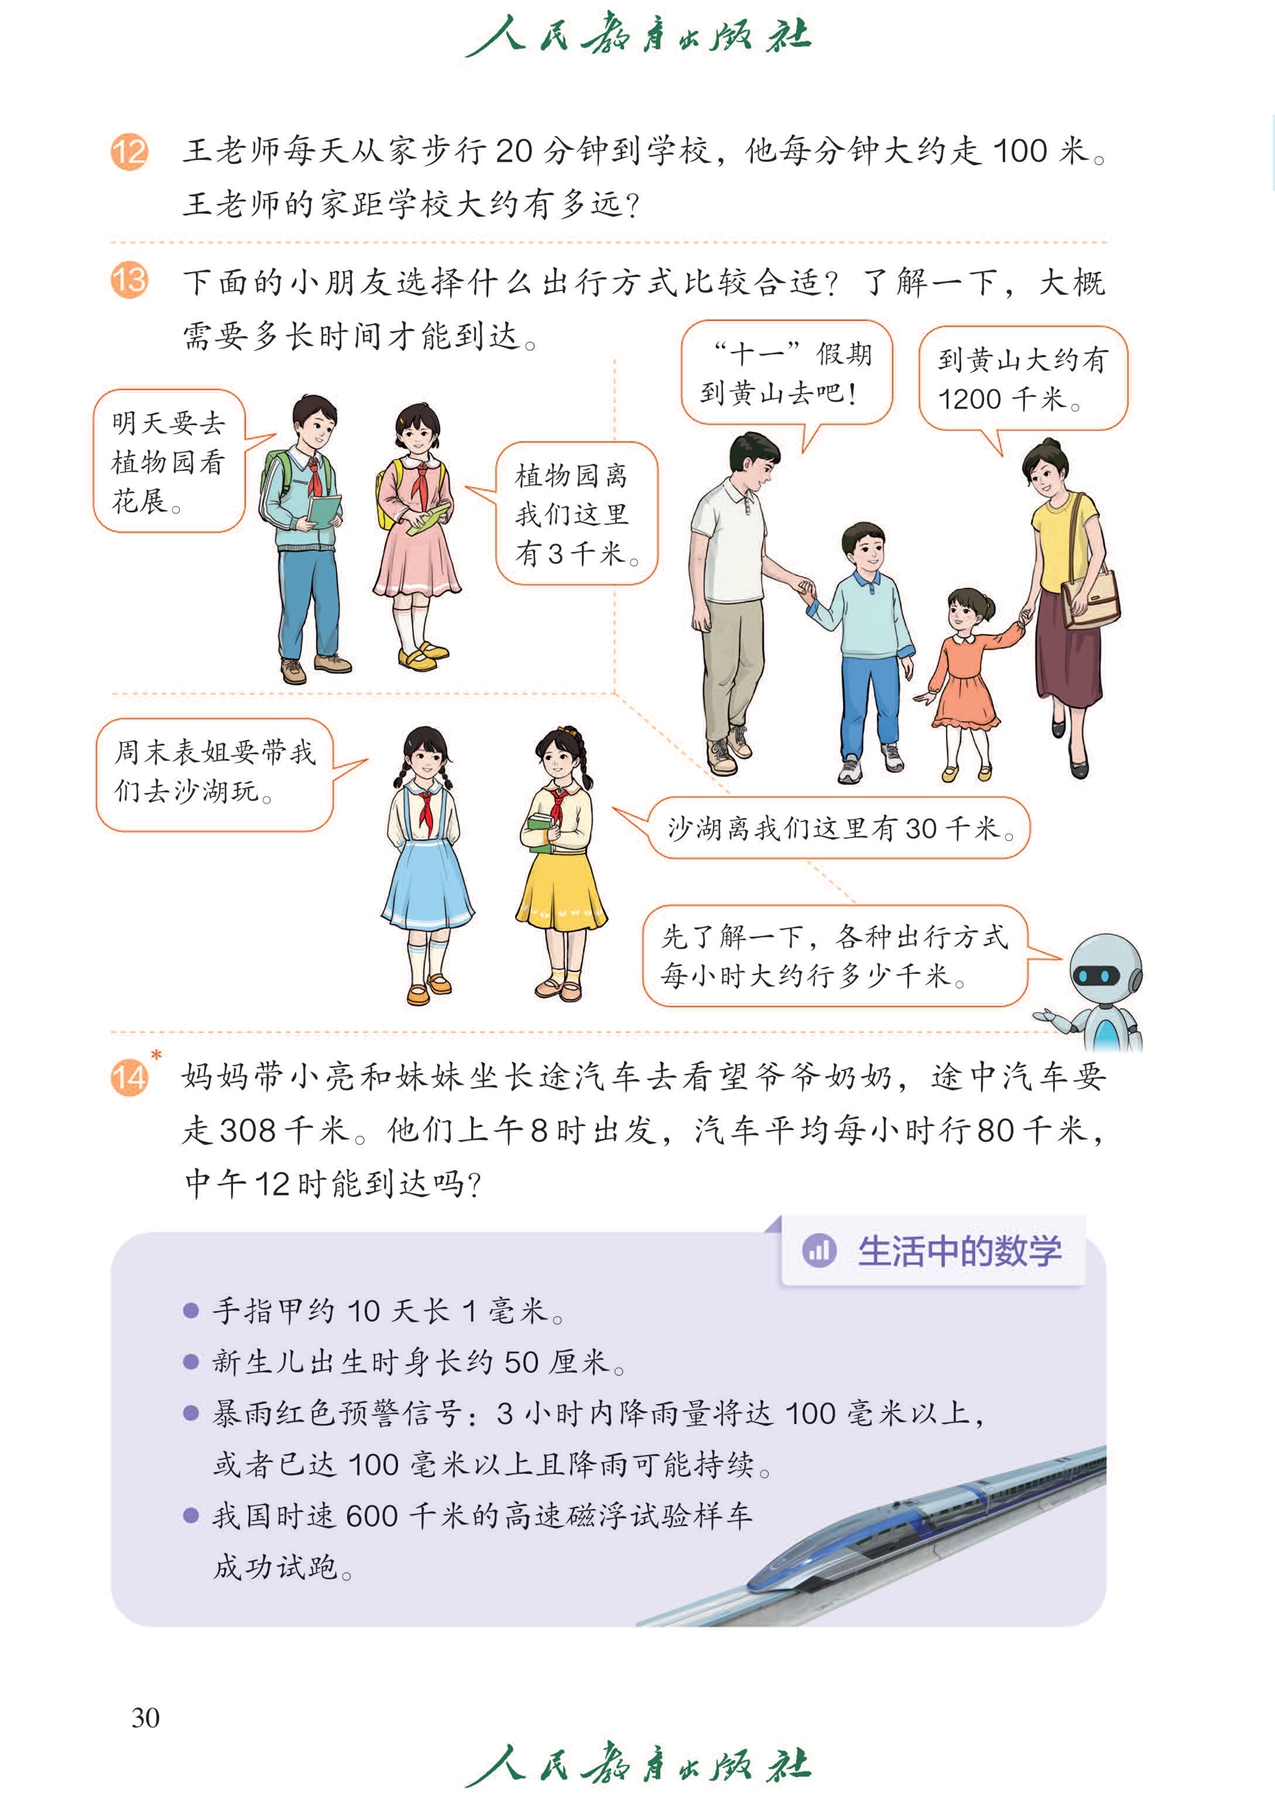 人民教育出版社
12 王老师每天从家步行 20 分钟到学校，他每分钟大约走 100 米。
王老师的家距学校大约有多远？
13 下面的小朋友选择什么出行方式比较合适？了解一下，大概
需要多长时间才能到达。
明天要去
植物园看
花展。
植物园离
我们这里
有3千米。
“十一”假期
到黄山去吧！
到黄山大约有
1200 千米。
周末表姐要带我
们去沙湖玩。
沙湖离我们这里有30千米。
先了解一下，各种出行方式
每小时大约行多少千米。
14* 妈妈带小亮和妹妹坐长途汽车去看望爷爷奶奶，途中汽车要
走308千米。他们上午8时出发，汽车平均每小时行80千米，
中午12时能到达吗？
生活中的数学
● 手指甲约 10 天长 1 毫米。
● 新生儿出生时身长约 50 厘米。
● 暴雨红色预警信号：3 小时内降雨量将达 100 毫米以上，
或者已达 100 毫米以上且降雨可能持续。
● 我国时速 600 千米的高速磁浮试验样车
成功试跑。
30
人民教育出版社